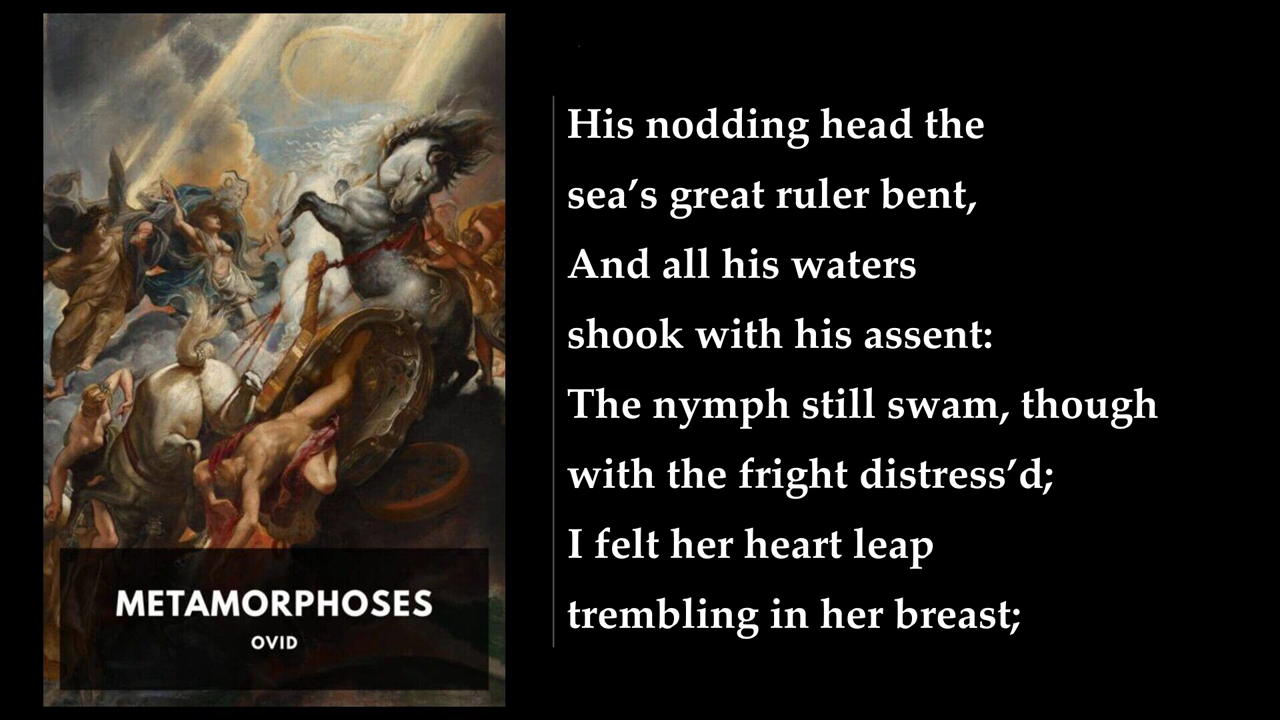 METAMORPHOSES
OVID
His nodding head the
sea’s great ruler bent,
And all his waters
shook with his assent:
The nymph still swam, though
with the fright distress’d;
I felt her heart leap
trembling in her breast;